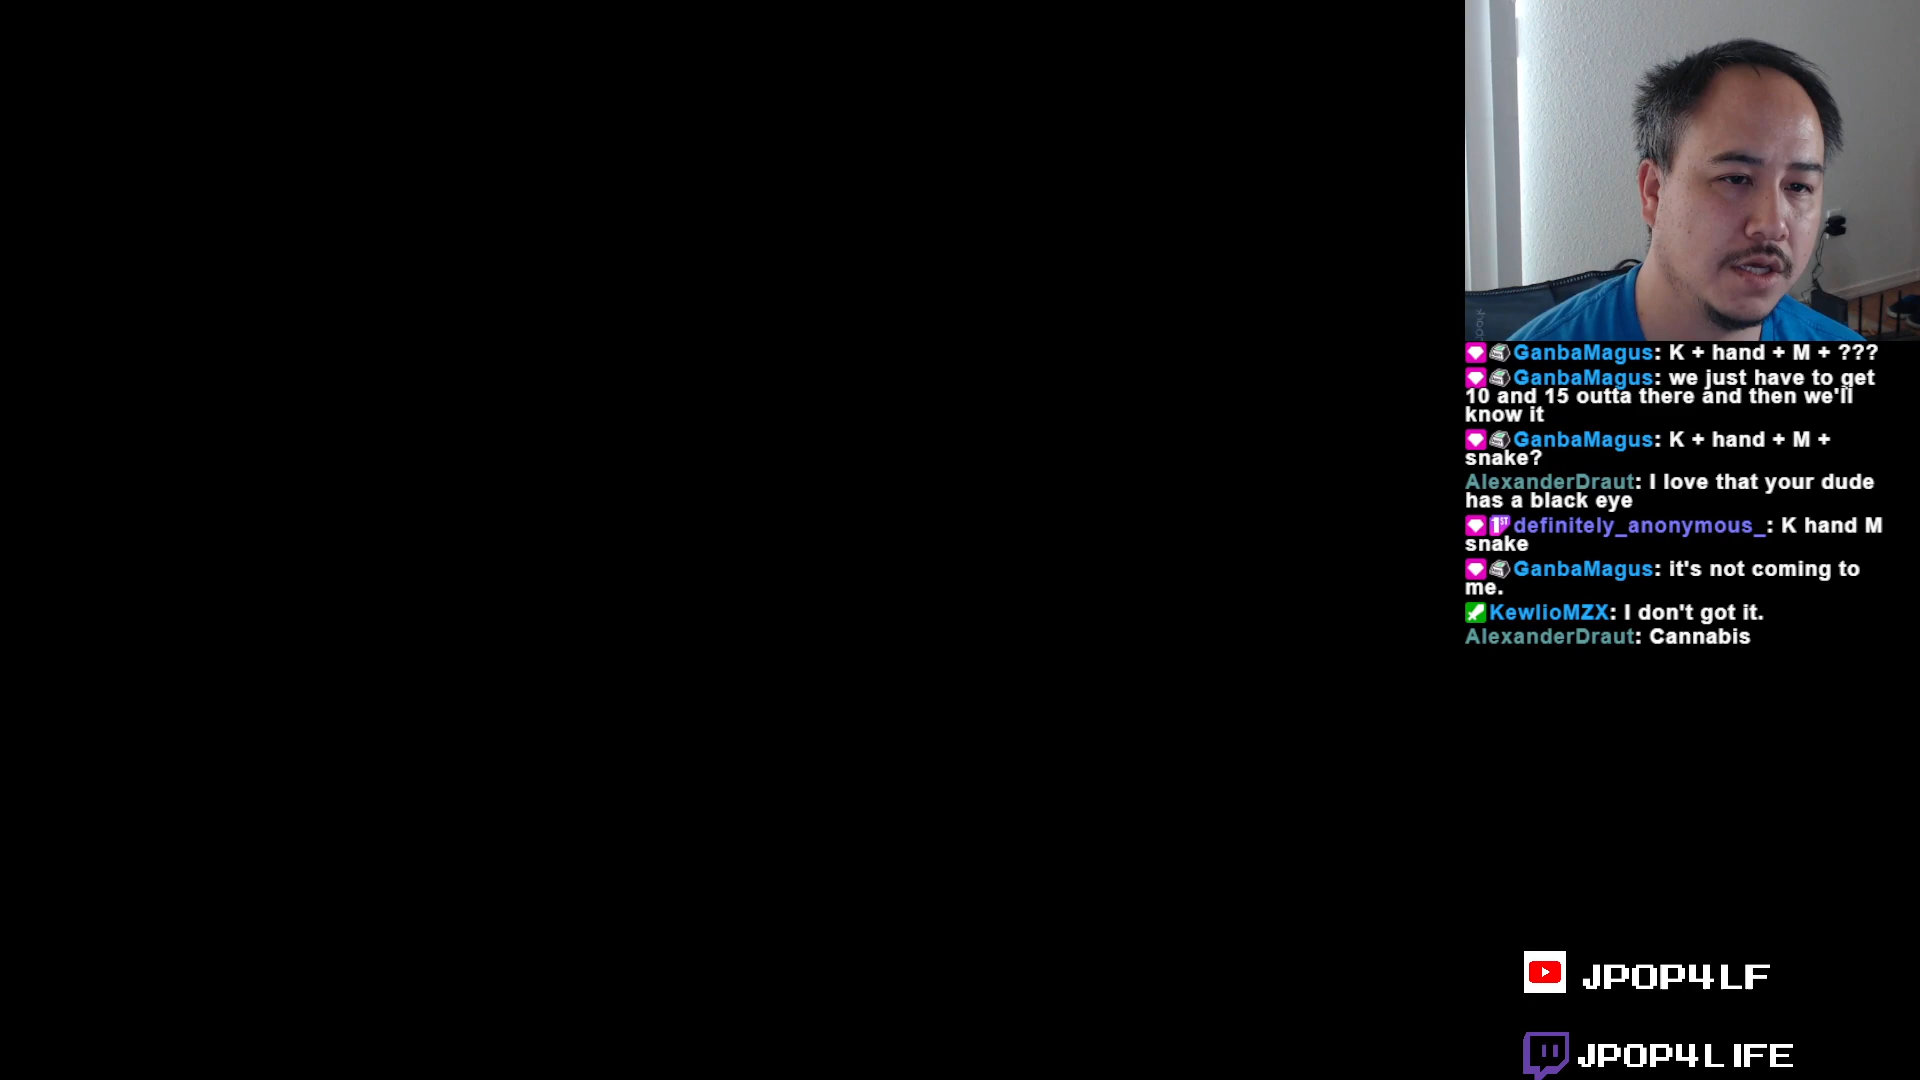 GanbaMagus: K + hand + M + ???
GanbaMagus: we just have to get
10 and 15 outta there and then we'll
know it
GanbaMagus: K + hand + M +
snake?
AlexanderDraut: I love that your dude
has a black eye
1ST definitely_anonymous_: K hand M
snake
GanbaMagus: it's not coming to
me.
KewlioMZX: I don't got it.
AlexanderDraut: Cannabis
JPOP4LF
JPOP4LIFE